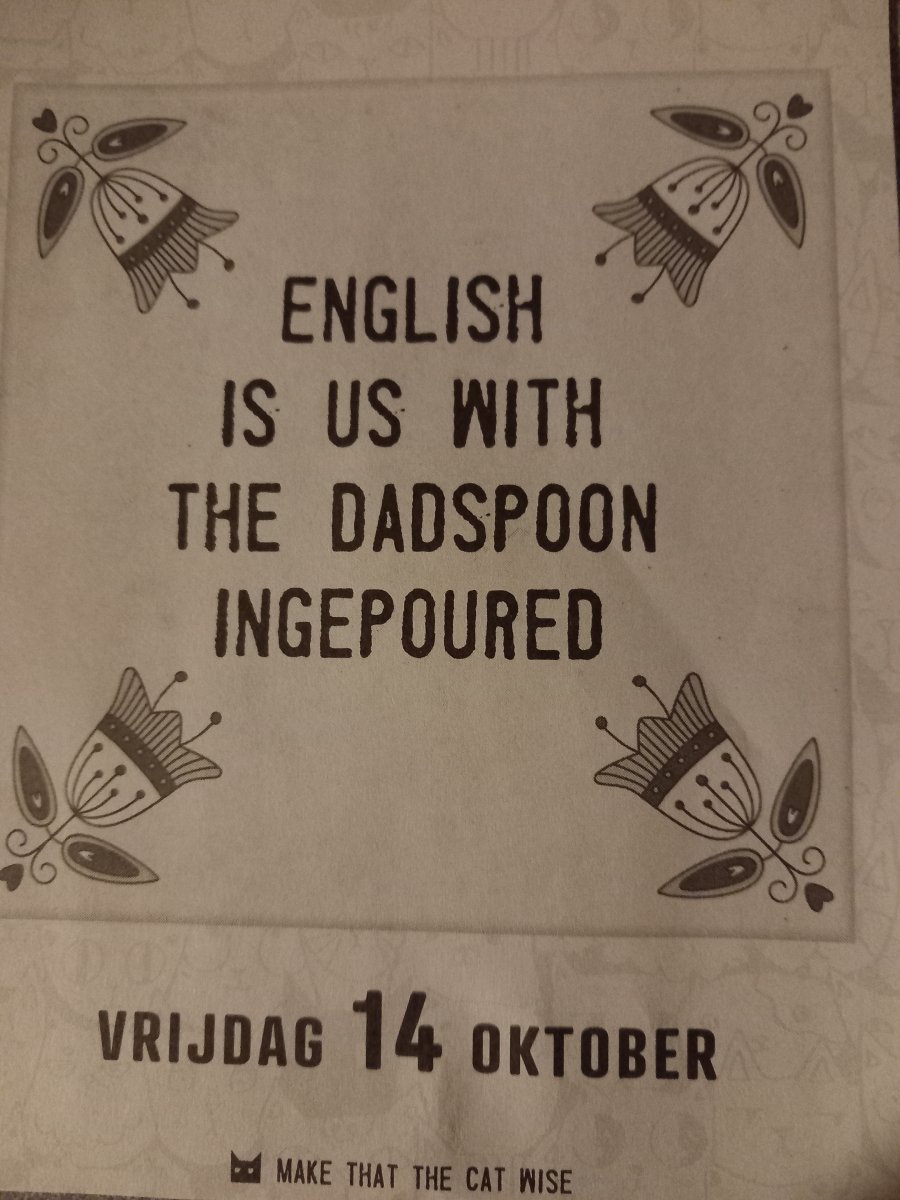 ENGLISH
IS US WITH
THE DADSPOON
INGEPOURED
VRIJDAG 14 OKTOBER
MAKE THAT THE CAT WISE